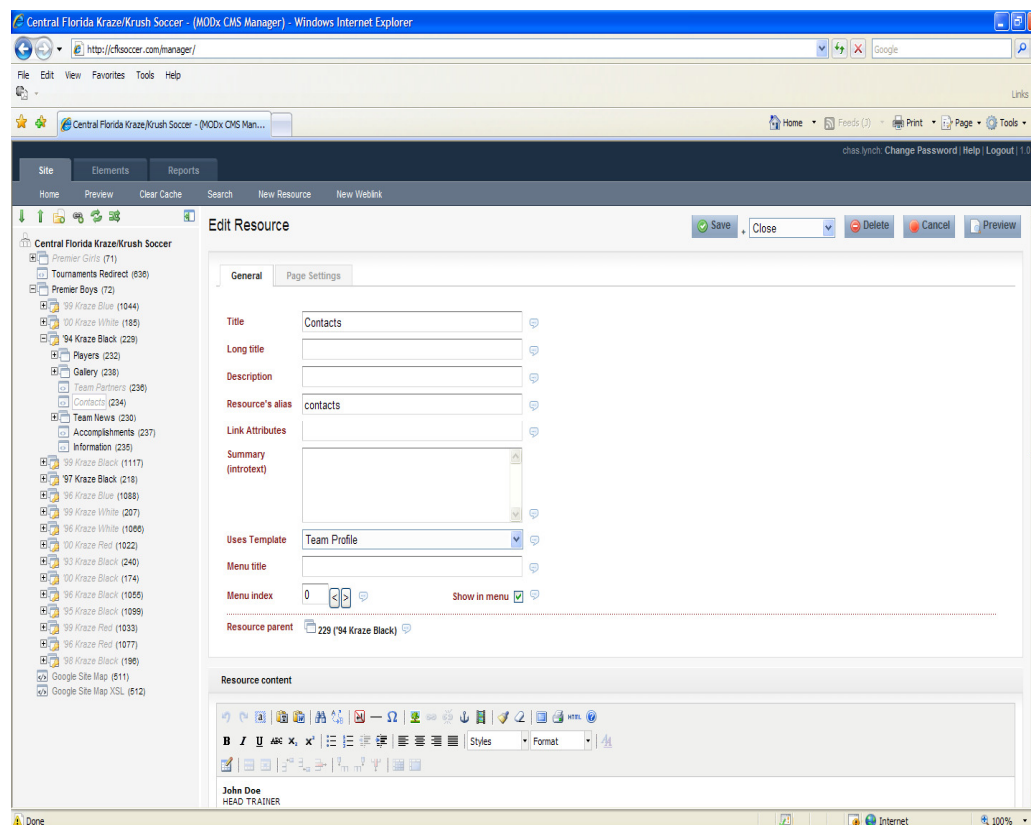 Central Florida Kraze/Krush Soccer - (MODx CMS Manager) - Windows Internet Explorer
http://cfksoccer.com/manager/
Google
File Edit View Favorites Tools Help
Links
Central Florida Kraze/Krush Soccer - (MODx CMS Man...
Home Feeds (J) Print Page Tools
chas.lynch: Change Password | Help | Logout | 1.0
Site Elements Reports
Home Preview Clear Cache Search New Resource New Weblink
Edit Resource
Save + Close Delete Cancel Preview
Central Florida Kraze/Krush Soccer
Premier Girls (71)
Tournaments Redirect (636)
Premier Boys (72)
'99 Kraze Blue (1044)
'00 Kraze White (185)
'94 Kraze Black (229)
Players (232)
Gallery (238)
Team Partners (236)
Contacts (234)
Team News (230)
Accomplishments (237)
Information (235)
'99 Kraze Black (1117)
'97 Kraze Black (218)
'96 Kraze Blue (1088)
'99 Kraze White (207)
'96 Kraze White (1066)
'00 Kraze Red (1022)
'93 Kraze Black (240)
'00 Kraze Black (174)
'96 Kraze Black (1055)
'95 Kraze Black (1099)
'99 Kraze Red (1033)
'96 Kraze Red (1077)
'98 Kraze Black (196)
Google Site Map (511)
Google Site Map XSL (512)
General Page Settings
Title Contacts
Long title
Description
Resource's alias contacts
Link Attributes
Summary
(introtext)
Uses Template Team Profile
Menu title
Menu index 0 < > Show in menu
Resource parent 229 ('94 Kraze Black)
Resource content
HTML
B I U ABC x₂ x² Styles Format
John Doe
HEAD TRAINER
Done Internet 100%